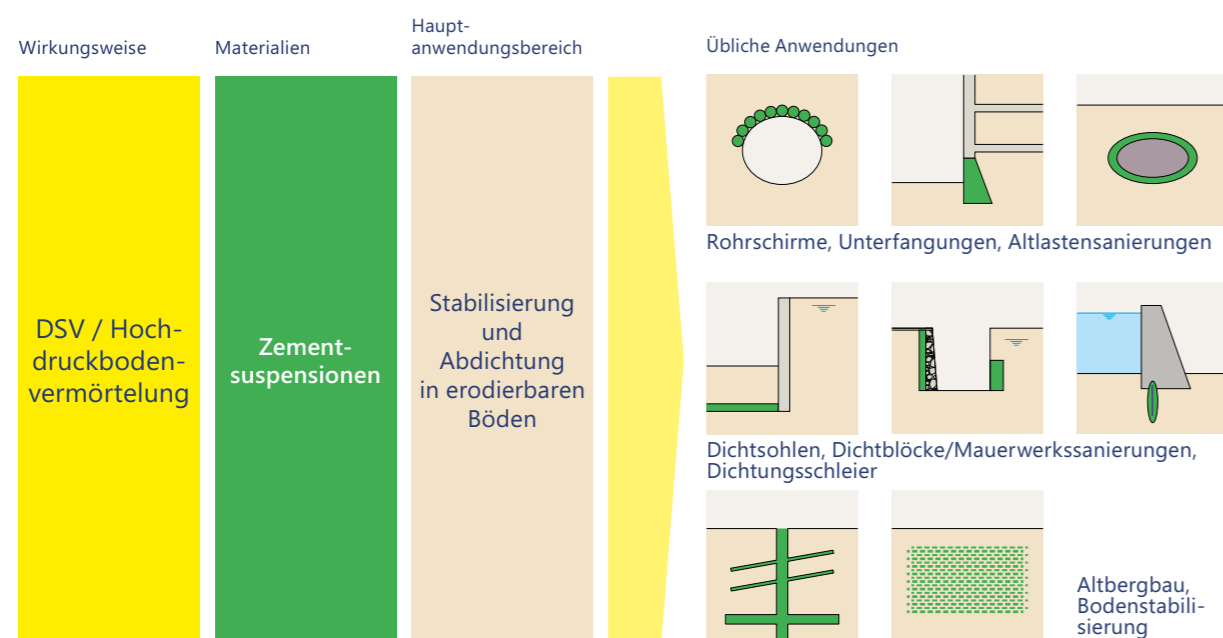 Wirkungsweise
Materialien
Haupt-
anwendungsbereich
Übliche Anwendungen
DSV / Hoch-
druckboden-
vermörtelung
Zement-
suspensionen
Stabilisierung
und
Abdichtung
in erodierbaren
Böden
Rohrschirme, Unterfangungen, Altlastensanierungen
Dichtsohlen, Dichtblöcke/Mauerwerkssanierungen,
Dichtungsschleier
Altbergbau,
Bodenstabili-
sierung